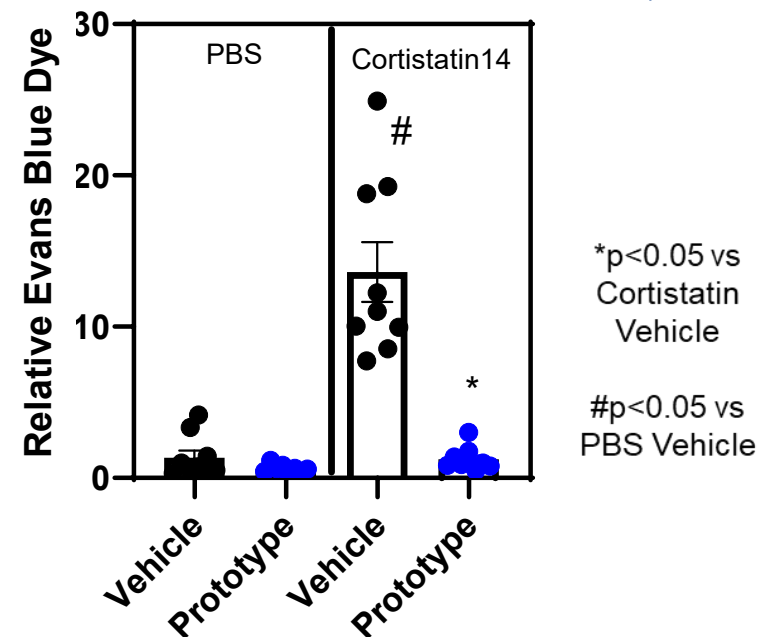 Relative Evans Blue Dye
30
20
10
0
PBS
Cortistatin14
#
*
Vehicle
Prototype
Vehicle
Prototype
*p<0.05 vs
Cortistatin
Vehicle
#p<0.05 vs
PBS Vehicle